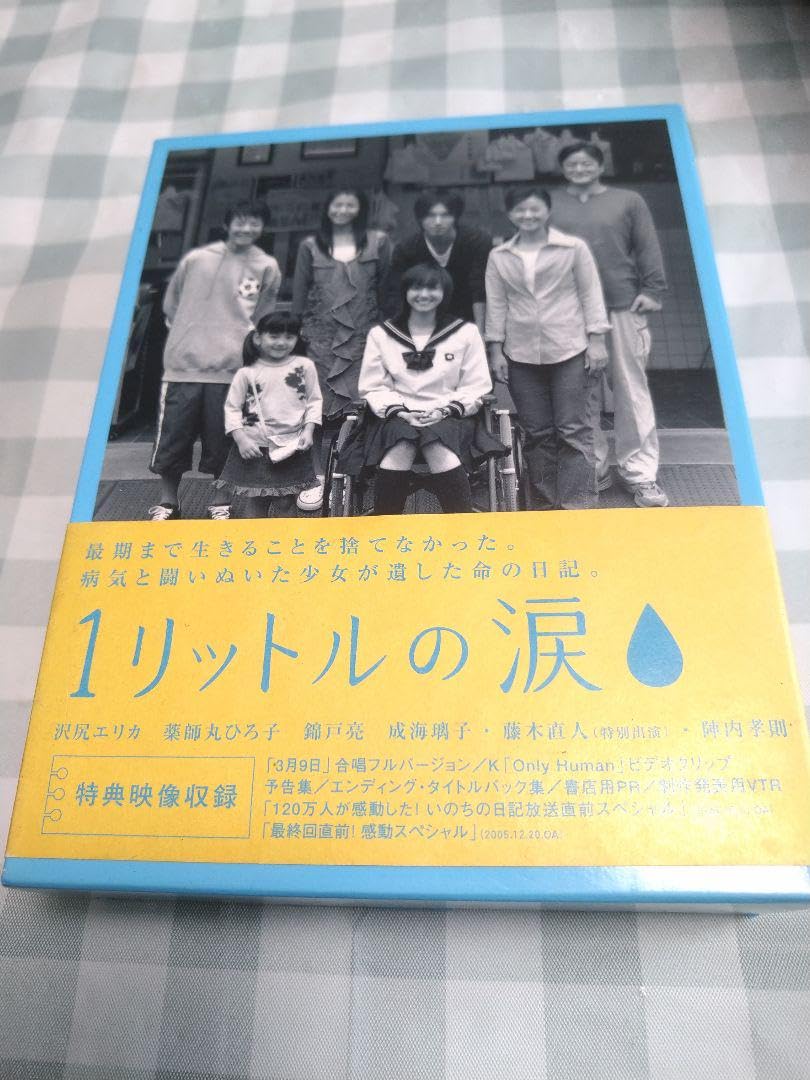 最期まで生きることを捨てなかった。
病気と闘いぬいた少女が遺した命の日記。
1リットルの涙
沢尻エリカ 薬師丸ひろ子 錦戸亮 成海璃子・藤木直人(特別出演)・陣内孝則
特典映像収録
「3月9日」合唱フルバージョン/K「Only Human」ビデオクリップ
予告集/エンディング・タイトルバック集/書店用PR/制作発表用VTR
「120万人が感動した!いのちの日記放送直前スペシャル」
「最終回直前!感動スペシャル」(2005.12.20.OA)